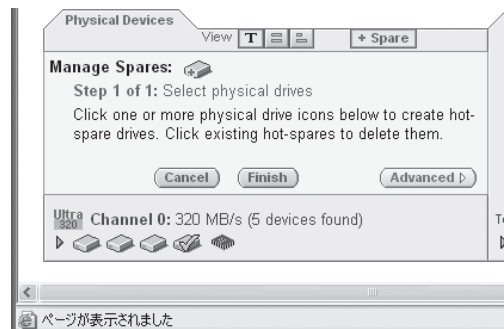 Physical Devices
View T + Spare
Manage Spares:
Step 1 of 1: Select physical drives
Click one or more physical drive icons below to create hot-
spare drives. Click existing hot-spares to delete them.
Cancel Finish Advanced
Ultra
320
Channel 0: 320 MB/s (5 devices found)
ページが表示されました